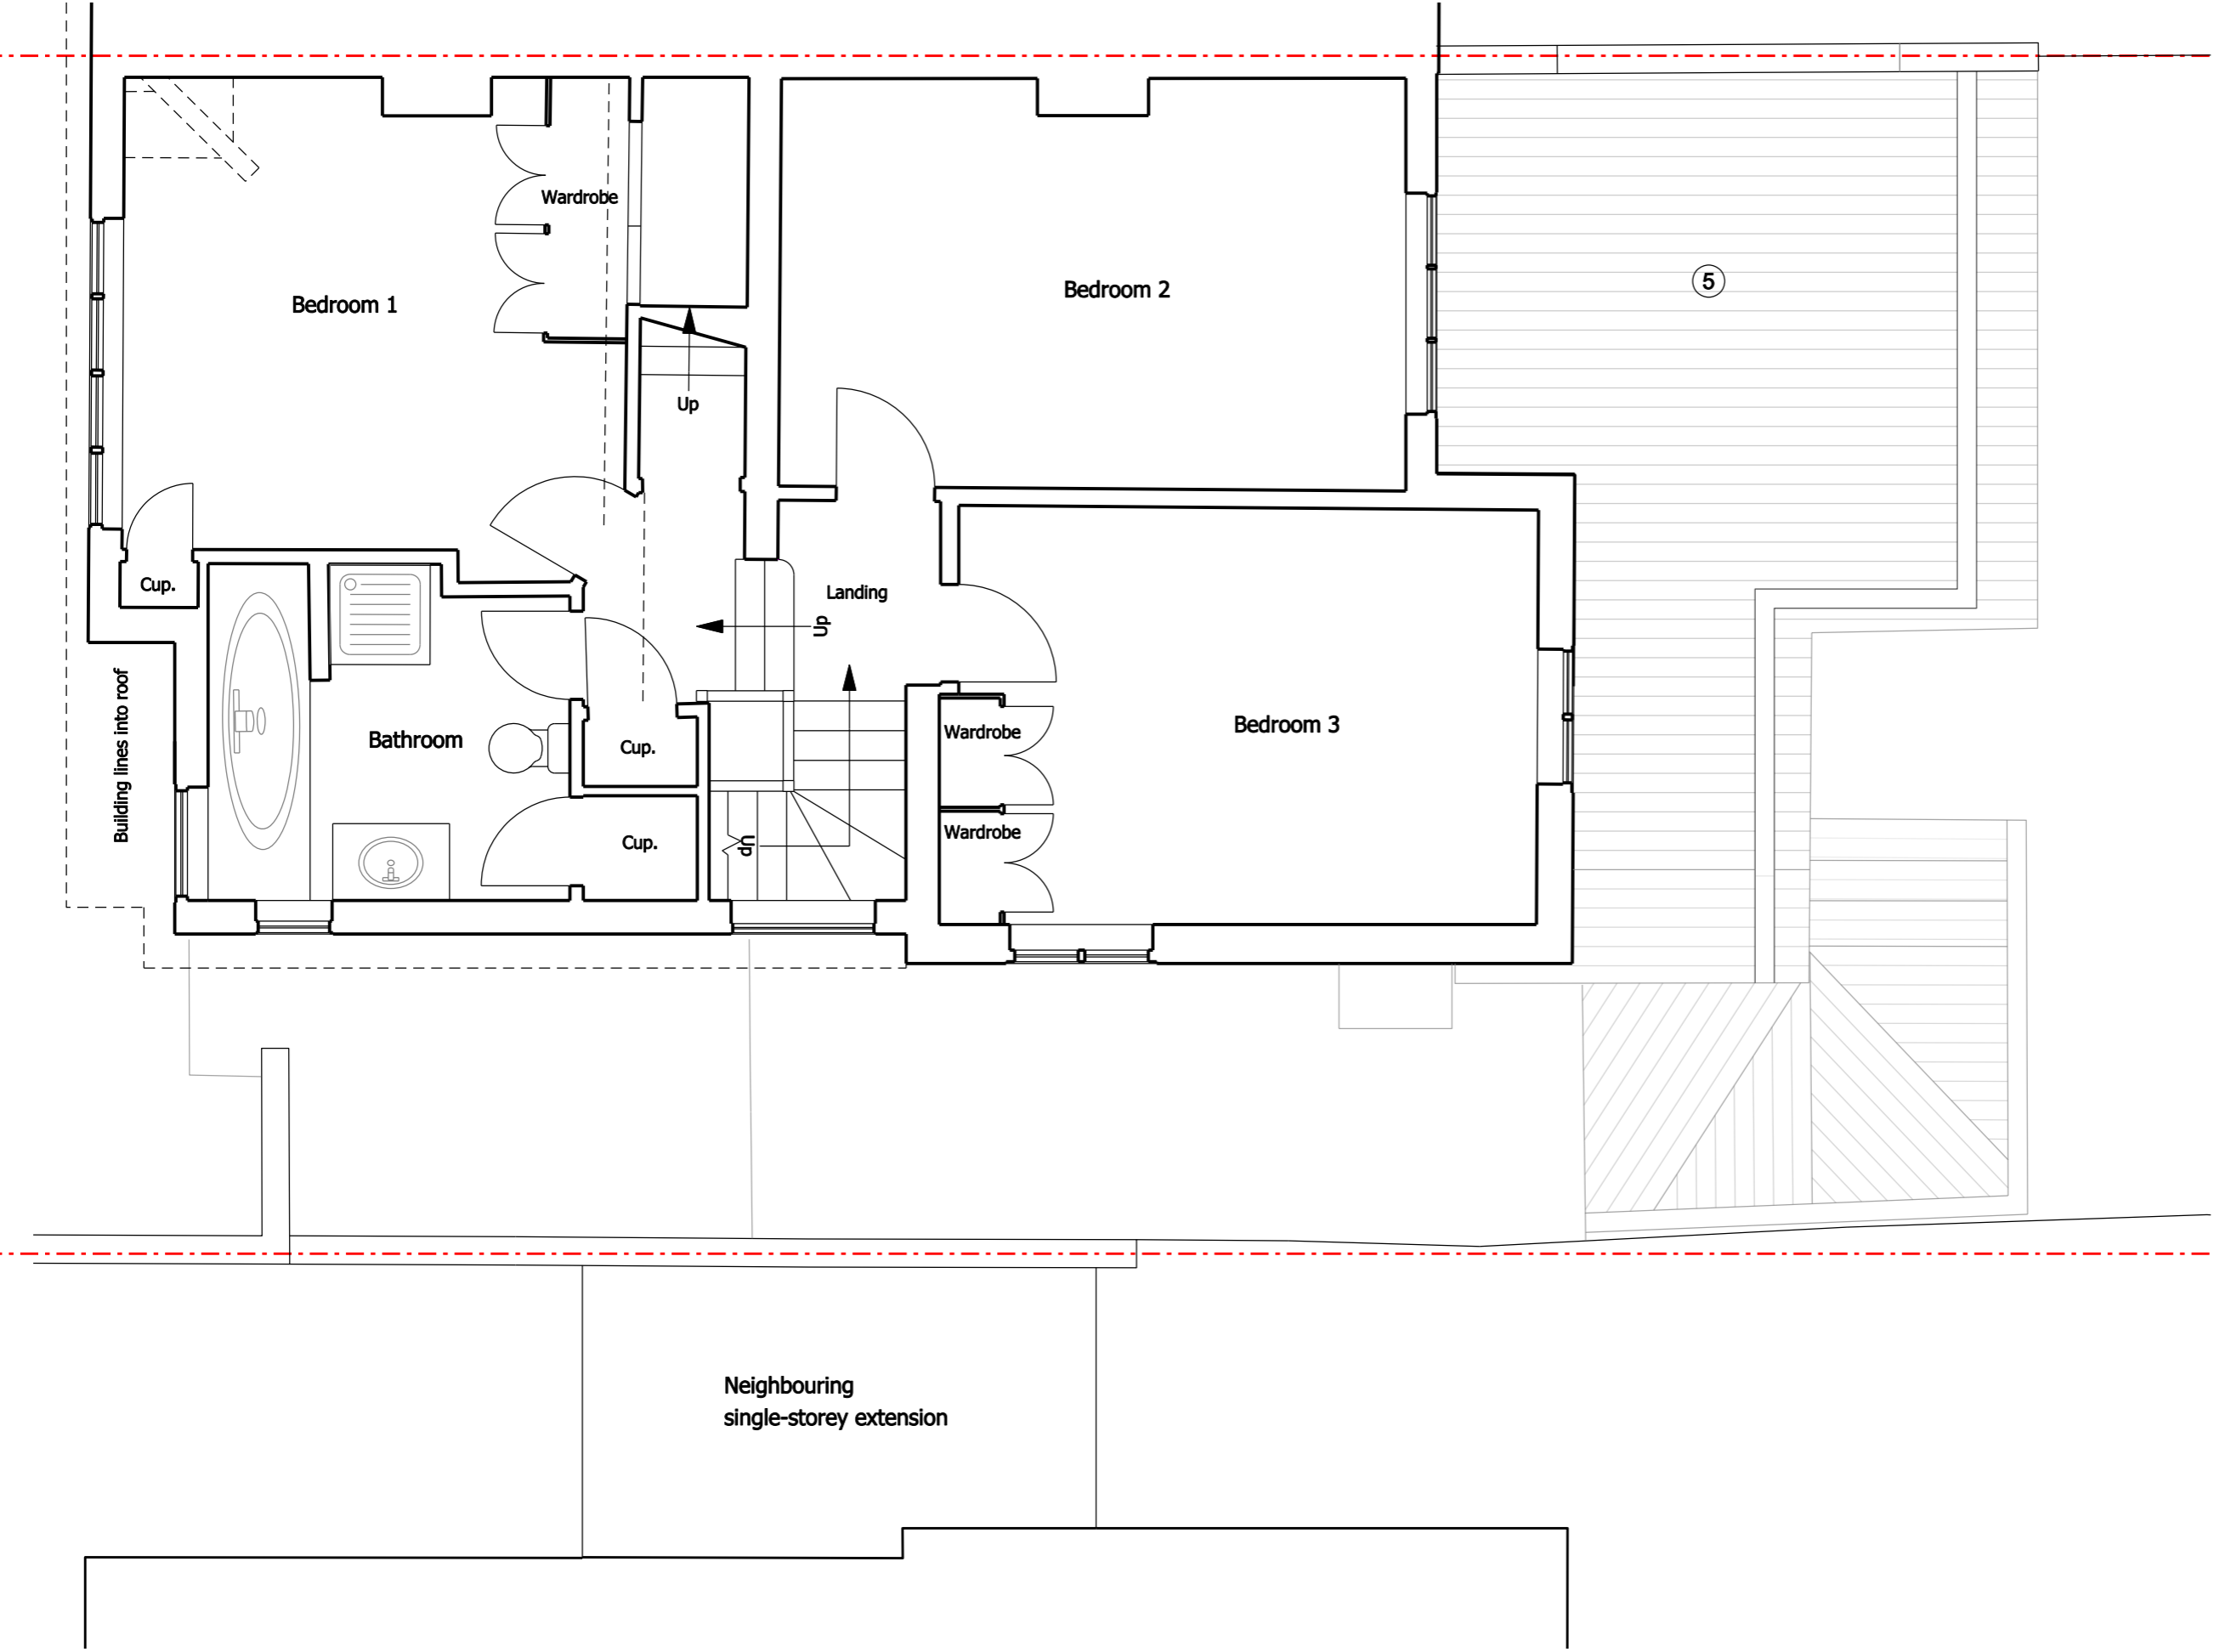 Wardrobe
Bedroom 1
Bedroom 2
5
Up
Cup.
Landing
Up
Building lines into roof
Bathroom
Cup.
Wardrobe
Bedroom 3
Cup.
Up
Wardrobe
Neighbouring
single-storey extension